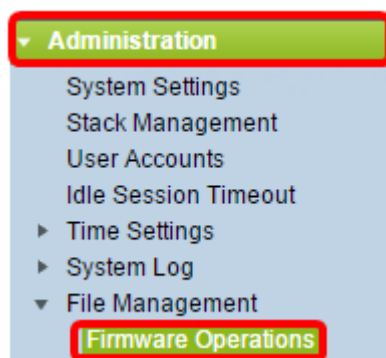 Administration
System Settings
Stack Management
User Accounts
Idle Session Timeout
Time Settings
System Log
File Management
Firmware Operations